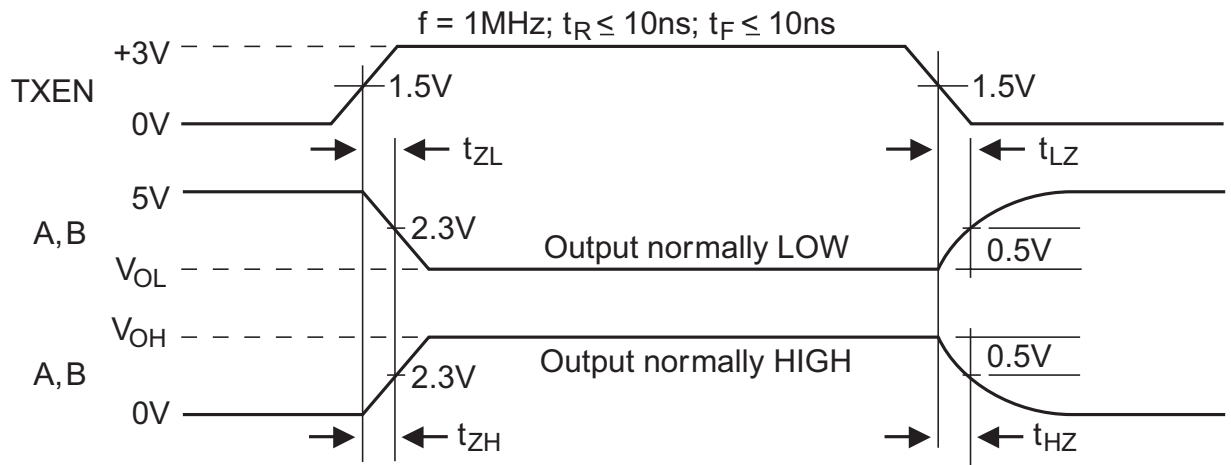 f = 1MHz; tR ≤ 10ns; tF ≤ 10ns
+3V
TXEN
1.5V
1.5V
0V
tZL
tLZ
5V
A, B
2.3V
Output normally LOW
0.5V
VOL
VOH
A, B
2.3V
Output normally HIGH
0.5V
0V
tZH
tHZ